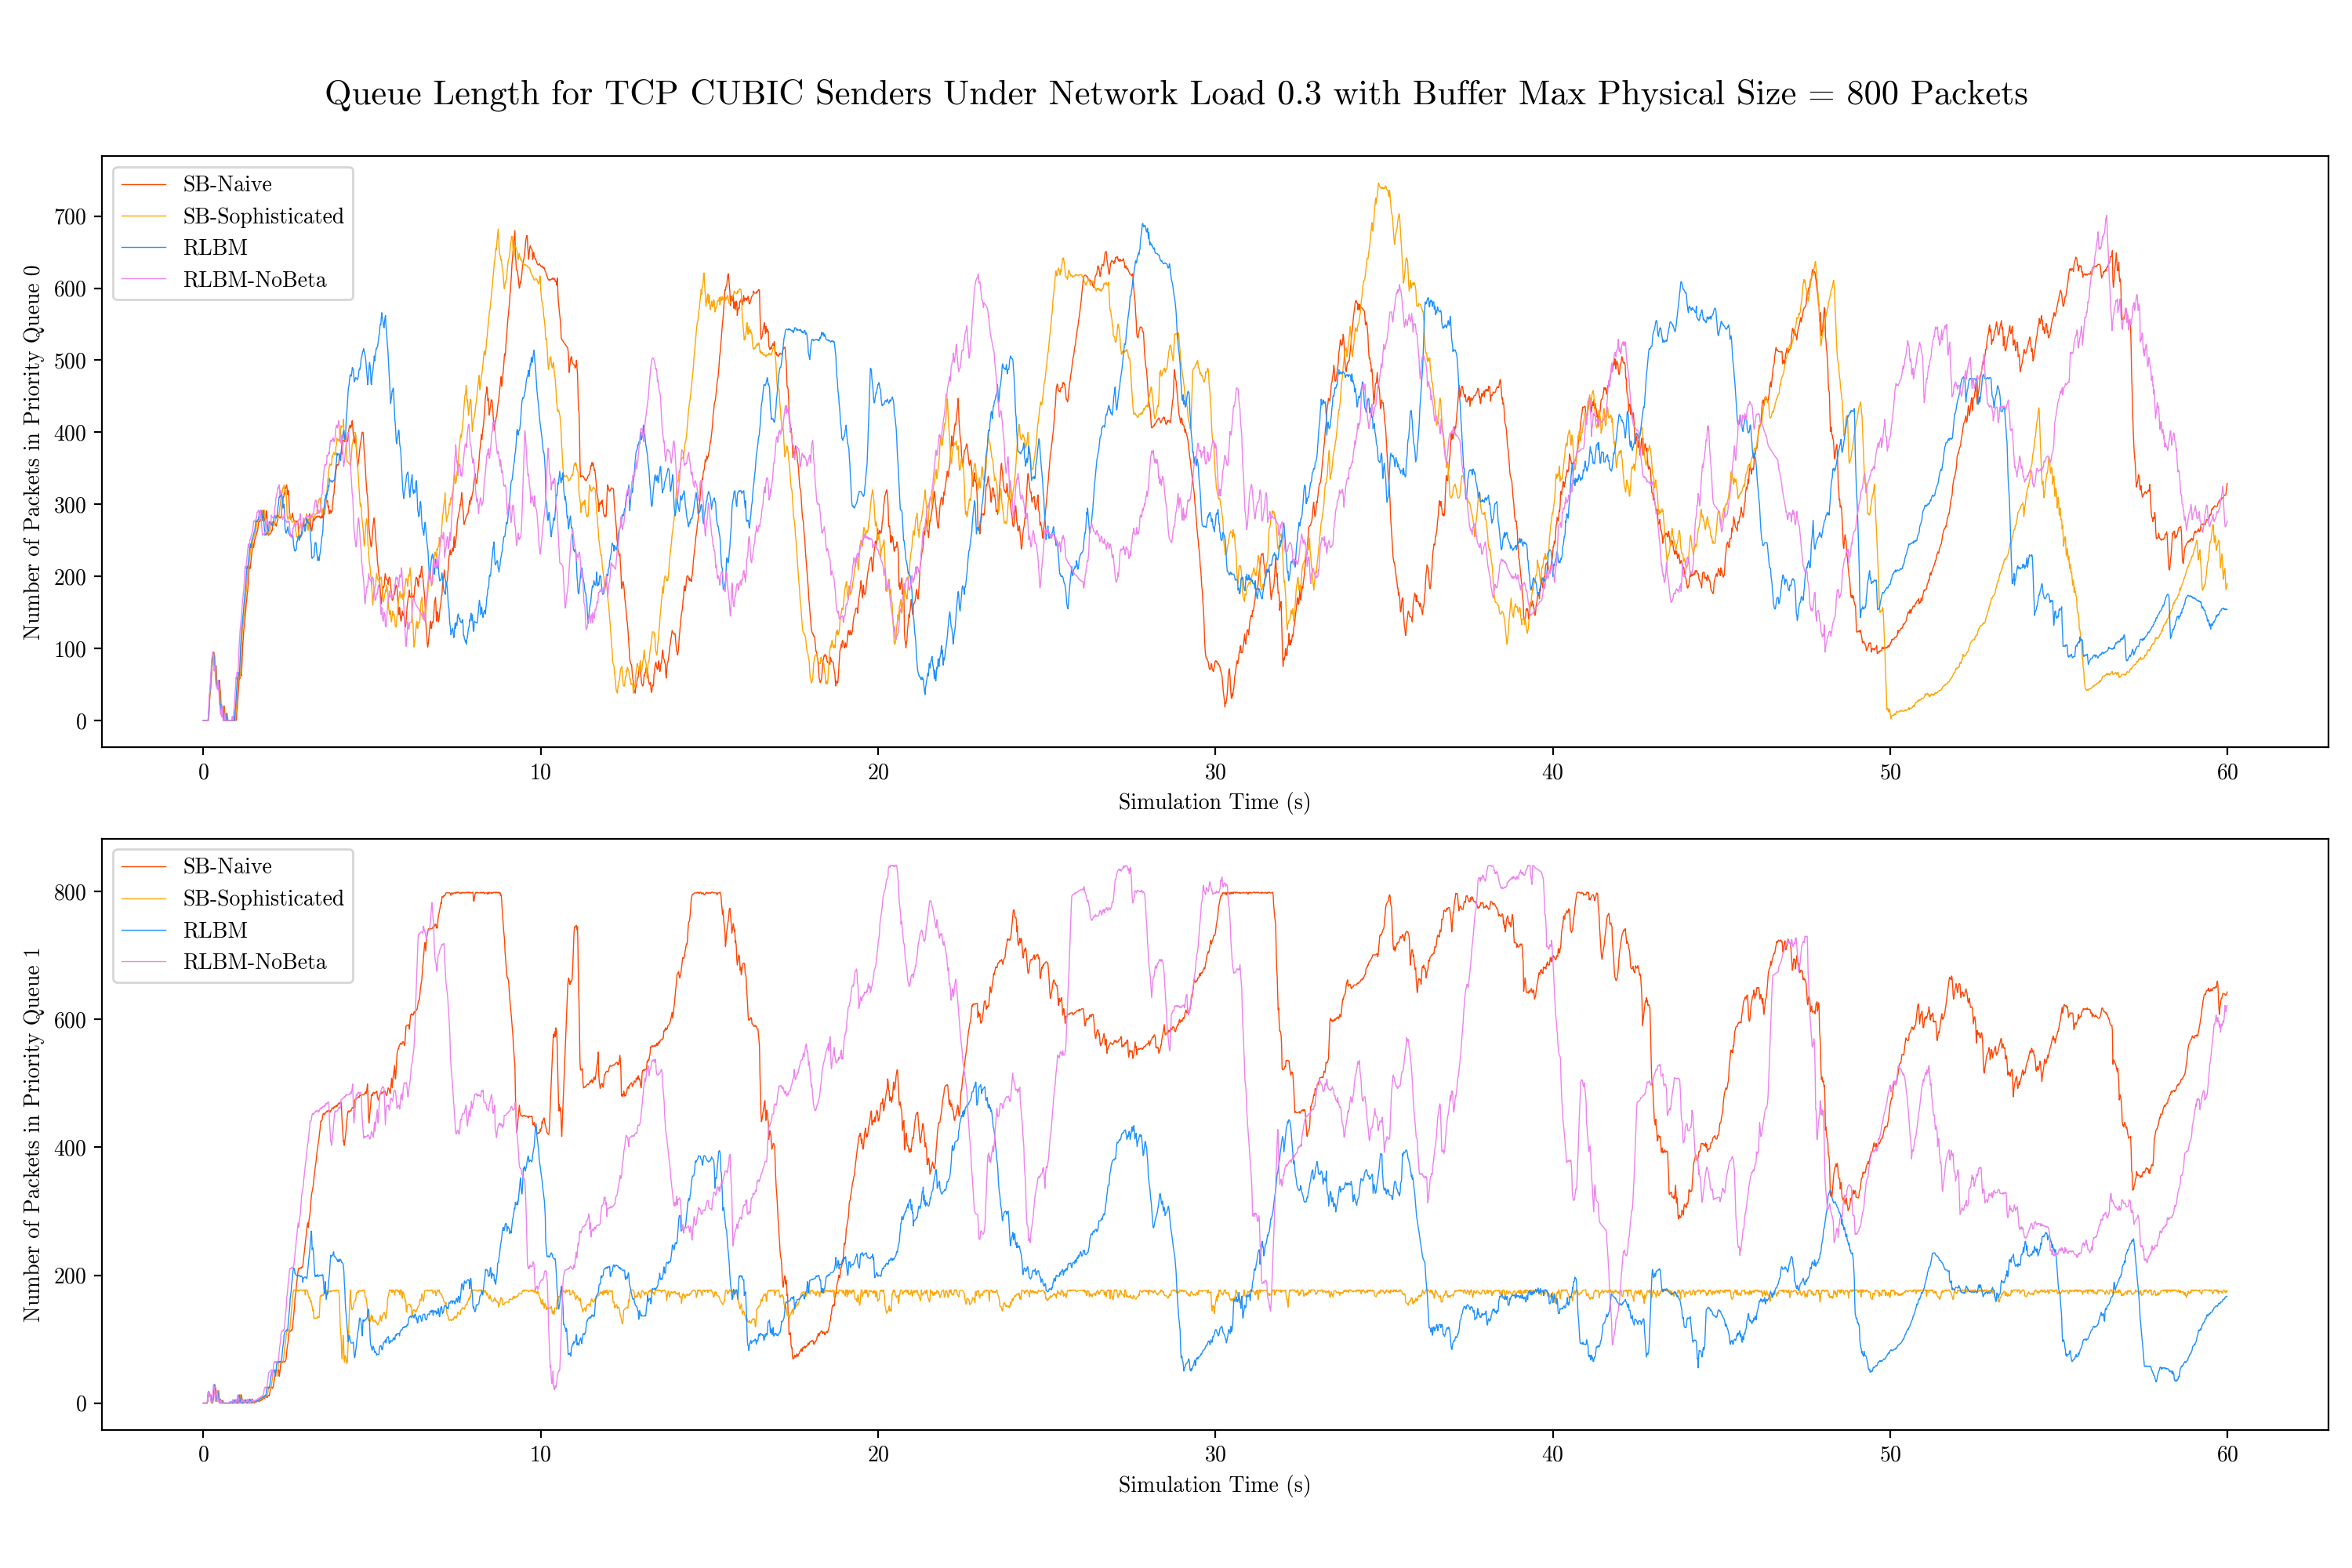 Queue Length for TCP CUBIC Senders Under Network Load 0.3 with Buffer Max Physical Size = 800 Packets
Number of Packets in Priority Queue 0
700
600
500
400
300
200
100
0
SB-Naive
SB-Sophisticated
RLBM
RLBM-NoBeta
0 10 20 30 40 50 60
Simulation Time (s)
Number of Packets in Priority Queue 1
800
600
400
200
0
SB-Naive
SB-Sophisticated
RLBM
RLBM-NoBeta
0 10 20 30 40 50 60
Simulation Time (s)